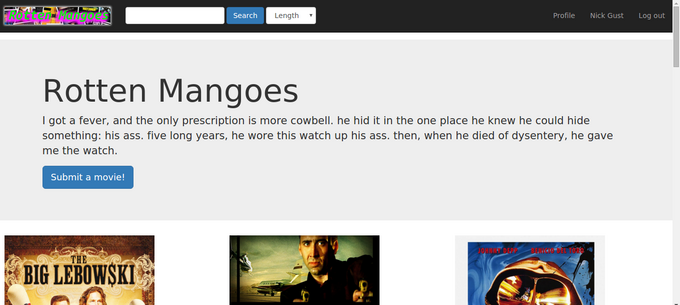 Rotten Mangoes
Search
Length
Profile
Nick Gust
Log out
Rotten Mangoes
I got a fever, and the only prescription is more cowbell. he hid it in the one place he knew he could hide
something: his ass. five long years, he wore this watch up his ass. then, when he died of dysentery, he gave
me the watch.
Submit a movie!
THE
BIG LEBOWSKI